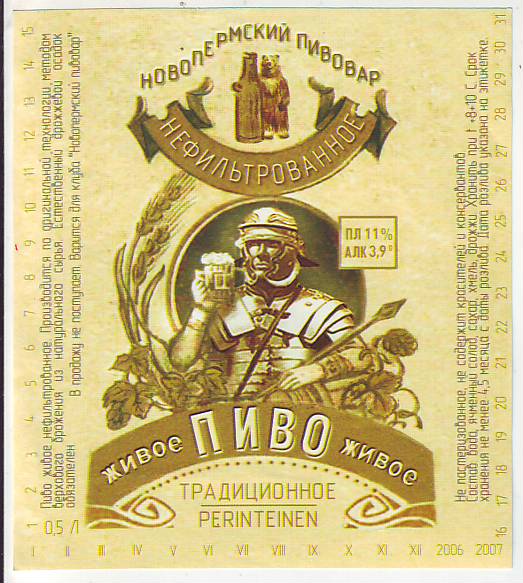 НОВОПЕРМСКИЙ ПИВОВАР
НЕФИЛЬТРОВАННОЕ
ПЛ 11%
АЛК 3,9°
ЖИВОЕ ПИВО ЖИВОЕ
ТРАДИЦИОННОЕ
PERINTEINEN
0,5 Л
Пиво живое нефильтрованное. Производится по оригинальной технологии, методом
верхового брожения из натурального сырья. Естественный дрожжевой осадок
обязателен
В продажу не поступает. Варится для клуба "Новопермский пивовар"
Не пастеризованное, не содержит красителей и консервантов
Состав: вода, ячменный солод, сахар, хмель, дрожжи. Хранить при t +8+10 С. Срок
хранения не менее 4,5 месяца с даты розлива. Дата розлива указана на этикетке.
1 2 3 4 5 6 7 8 9 10 11 12 13 14 15
16 17 18 19 20 21 22 23 24 25 26 27 28 29 30 31
I II III IV V VI VII VIII IX X XI XII 2006 2007